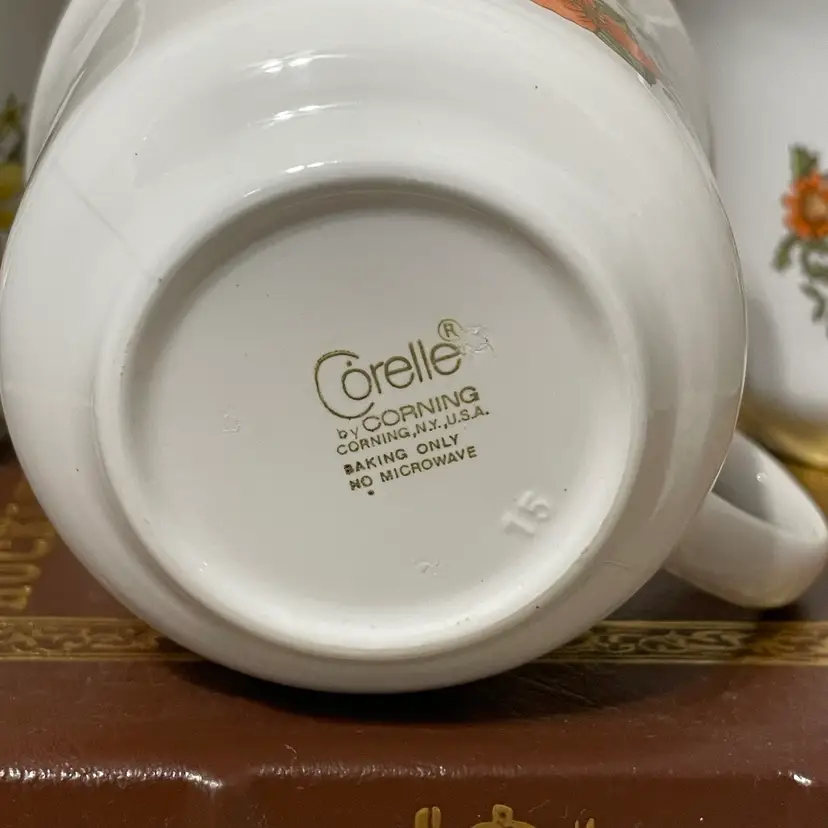 Corelle®
by CORNING
CORNING, N.Y., U.S.A.
BAKING ONLY
NO MICROWAVE
15